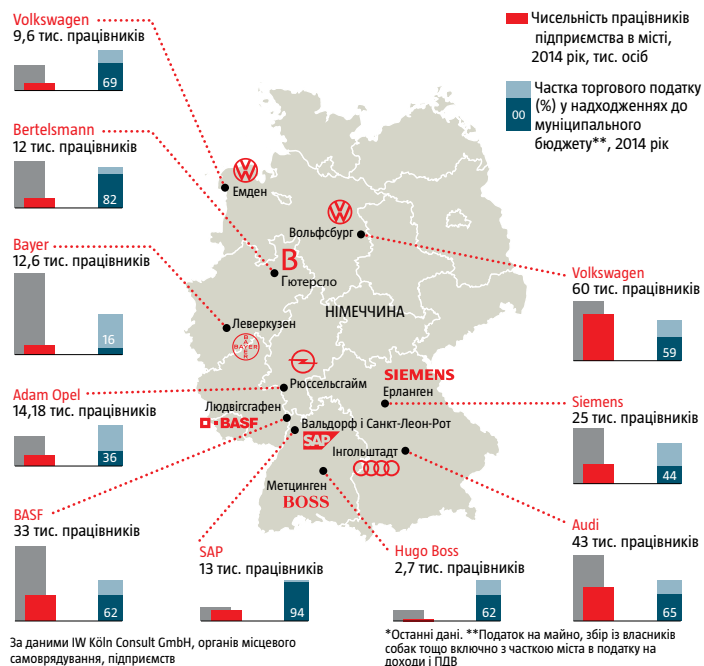 Volkswagen
9,6 тис. працівників
69
Bertelsmann
12 тис. працівників
82
Bayer
12,6 тис. працівників
16
Adam Opel
14,18 тис. працівників
36
BASF
33 тис. працівників
62
SAP
13 тис. працівників
94
Hugo Boss
2,7 тис. працівників
62
Volkswagen
60 тис. працівників
59
Siemens
25 тис. працівників
44
Audi
43 тис. працівників
65
Чисельність працівників
підприємства в місті,
2014 рік, тис. осіб
00
Частка торгового податку
(%) у надходженнях до
муніципального
бюджету**, 2014 рік
Емден
Вольфсбург
B
Гютерсло
НІМЕЧЧИНА
Леверкузен
BAYER
BAYER
Рюссельсгайм
SIEMENS
Ерланген
Людвігсгафен
BASF
Вальдорф і Санкт-Леон-Рот
SAP
Інгольштадт
Метцинген
BOSS
За даними IW Köln Consult GmbH, органів місцевого
самоврядування, підприємств
*Останні дані. **Податок на майно, збір із власників
собак тощо включно з часткою міста в податку на
доходи і ПДВ